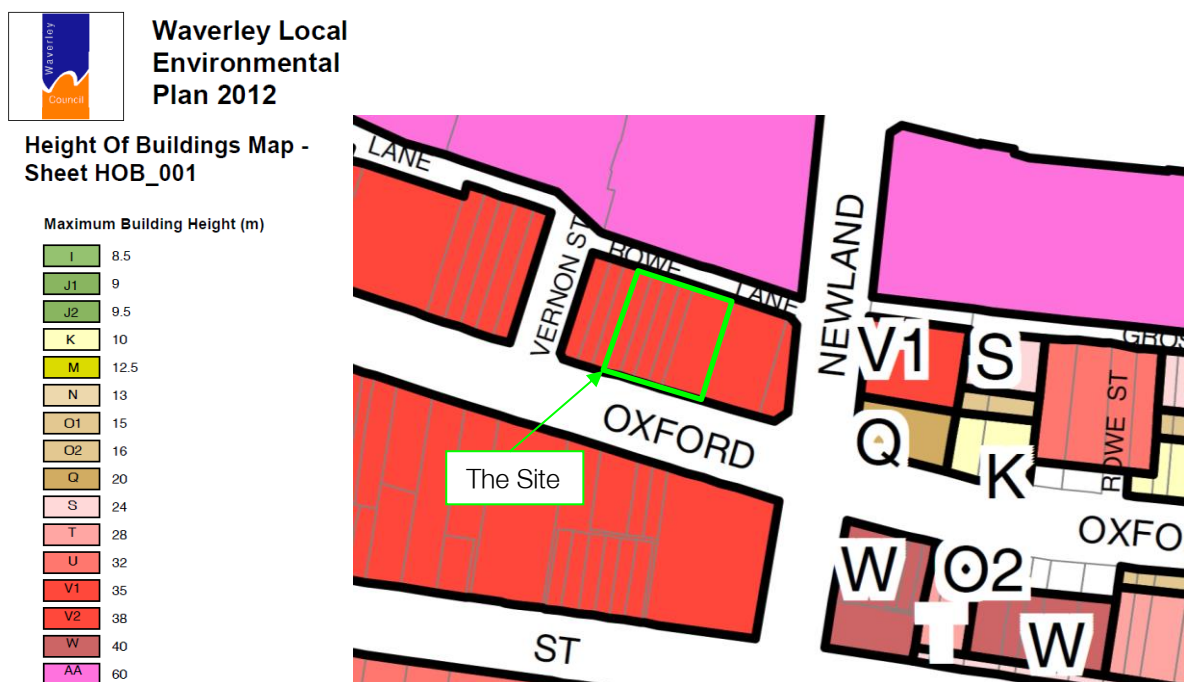 Waverley
Council
Waverley Local
Environmental
Plan 2012
Height Of Buildings Map -
Sheet HOB_001
Maximum Building Height (m)
I 8.5
J1 9
J2 9.5
K 10
M 12.5
N 13
O1 15
O2 16
Q 20
S 24
T 28
U 32
V1 35
V2 38
W 40
AA 60
LANE
VERNON ST
ROWE LANE
NEWLAND
OXFORD
The Site
ST
V1
S
Q
K
ROWE ST
W
O2
T
W